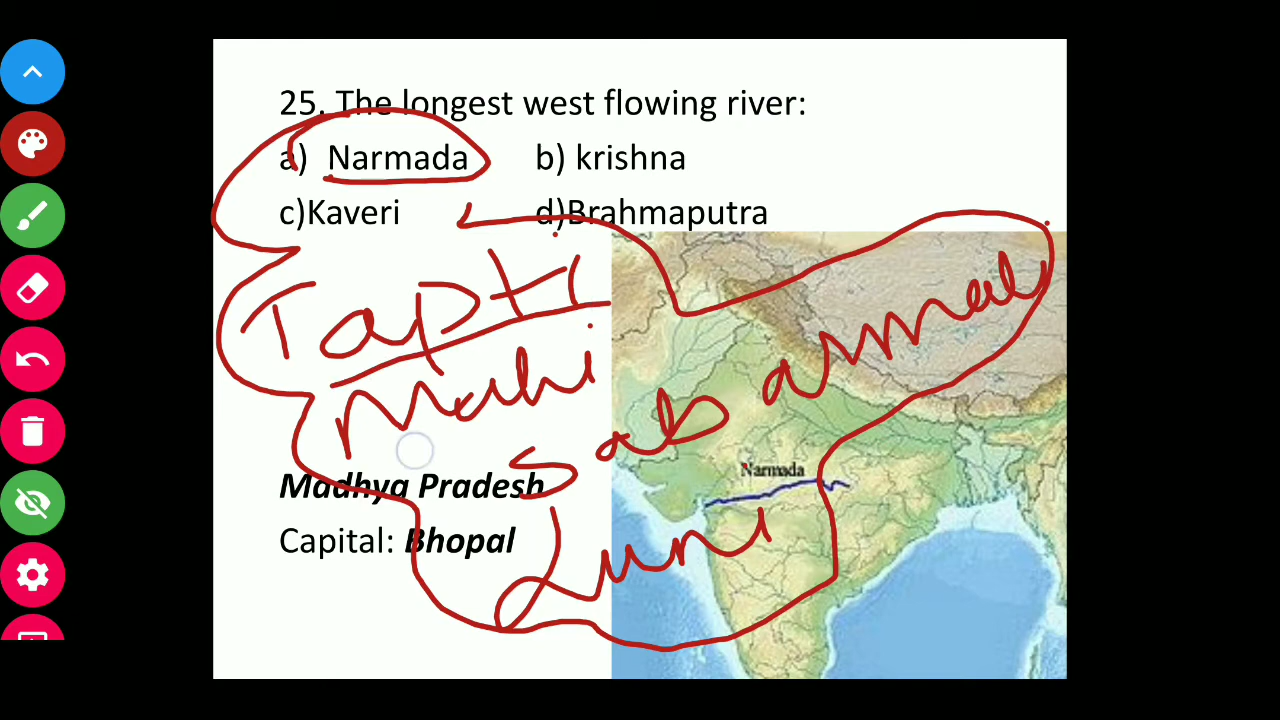 25. The longest west flowing river:
a) Narmada b) krishna
c)Kaveri d)Brahmaputra
Tapti
Mahi
Sabarmati
Narmada
Madhya Pradesh
Luni
Capital: Bhopal